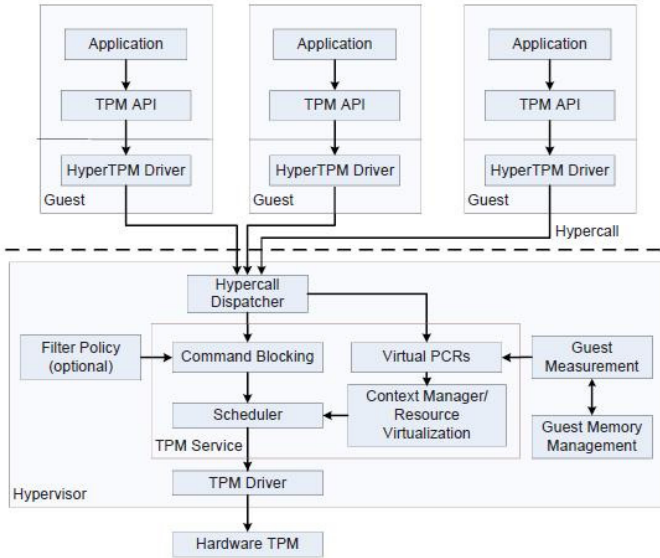 Application
TPM API
HyperTPM Driver
Guest
Application
TPM API
HyperTPM Driver
Guest
Application
TPM API
HyperTPM Driver
Guest
Hypercall
Hypercall
Dispatcher
Filter Policy
(optional)
Command Blocking
Virtual PCRs
Guest
Measurement
Scheduler
Context Manager/
Resource
Virtualization
Guest Memory
Management
TPM Service
TPM Driver
Hypervisor
Hardware TPM